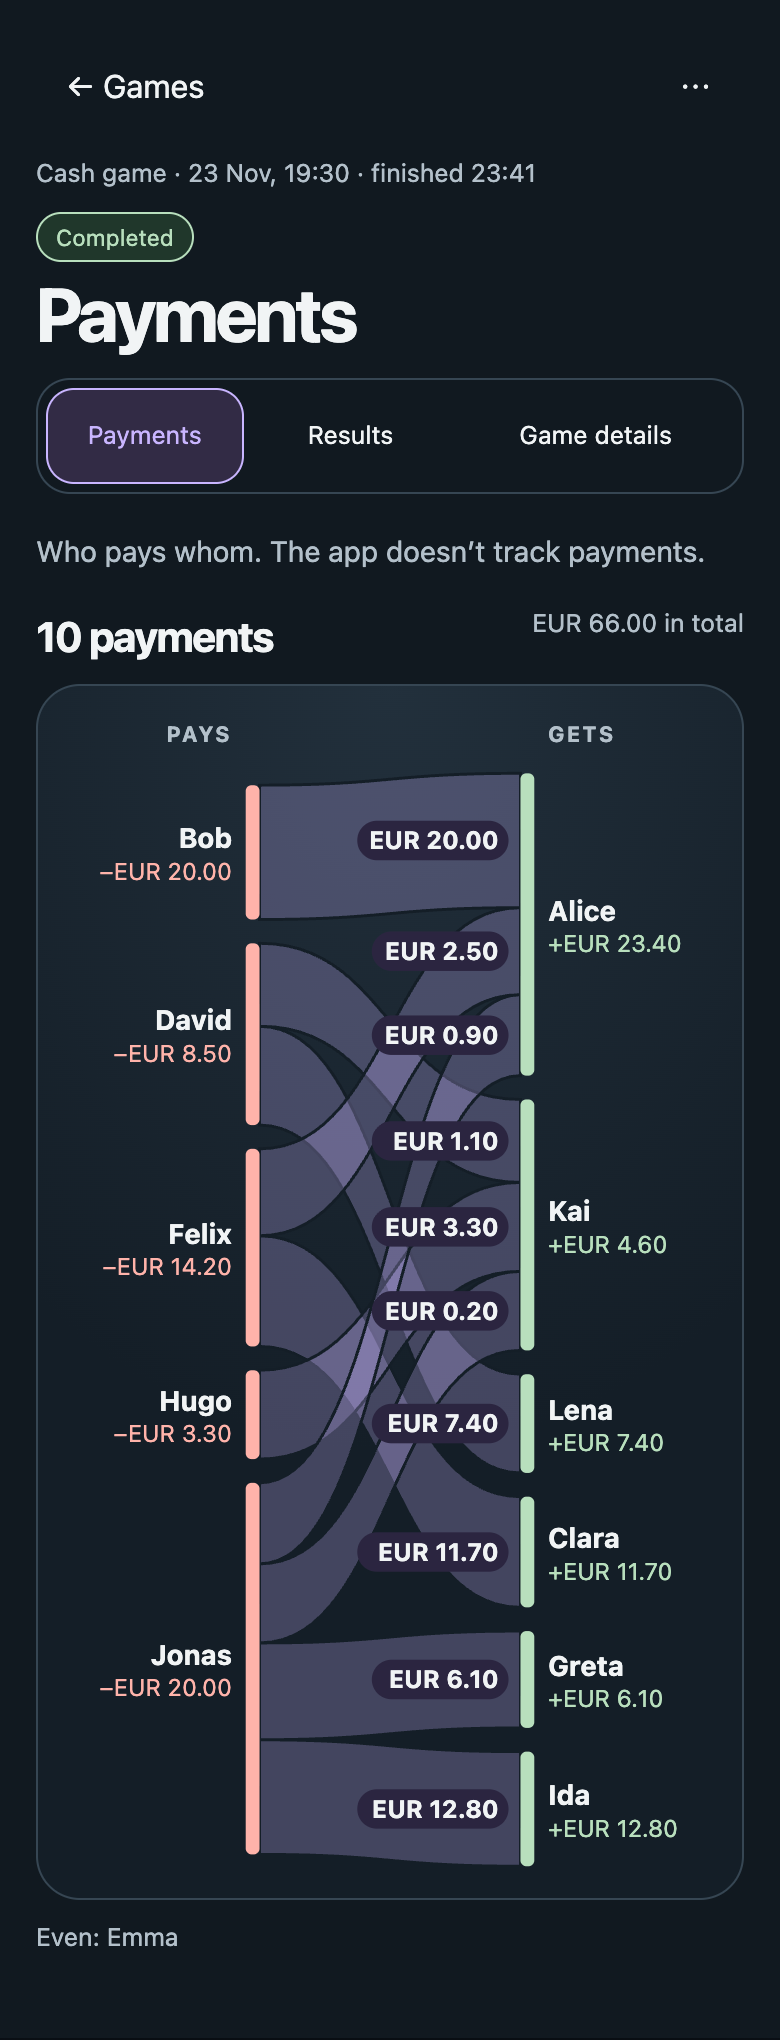 ← Games
...
Cash game · 23 Nov, 19:30 · finished 23:41
Completed
Payments
Payments
Results
Game details
Who pays whom. The app doesn’t track payments.
10 payments
EUR 66.00 in total
PAYS
GETS
Bob
−EUR 20.00
David
−EUR 8.50
Felix
−EUR 14.20
Hugo
−EUR 3.30
Jonas
−EUR 20.00
EUR 20.00
EUR 2.50
EUR 0.90
EUR 1.10
EUR 3.30
EUR 0.20
EUR 7.40
EUR 11.70
EUR 6.10
EUR 12.80
Alice
+EUR 23.40
Kai
+EUR 4.60
Lena
+EUR 7.40
Clara
+EUR 11.70
Greta
+EUR 6.10
Ida
+EUR 12.80
Even: Emma